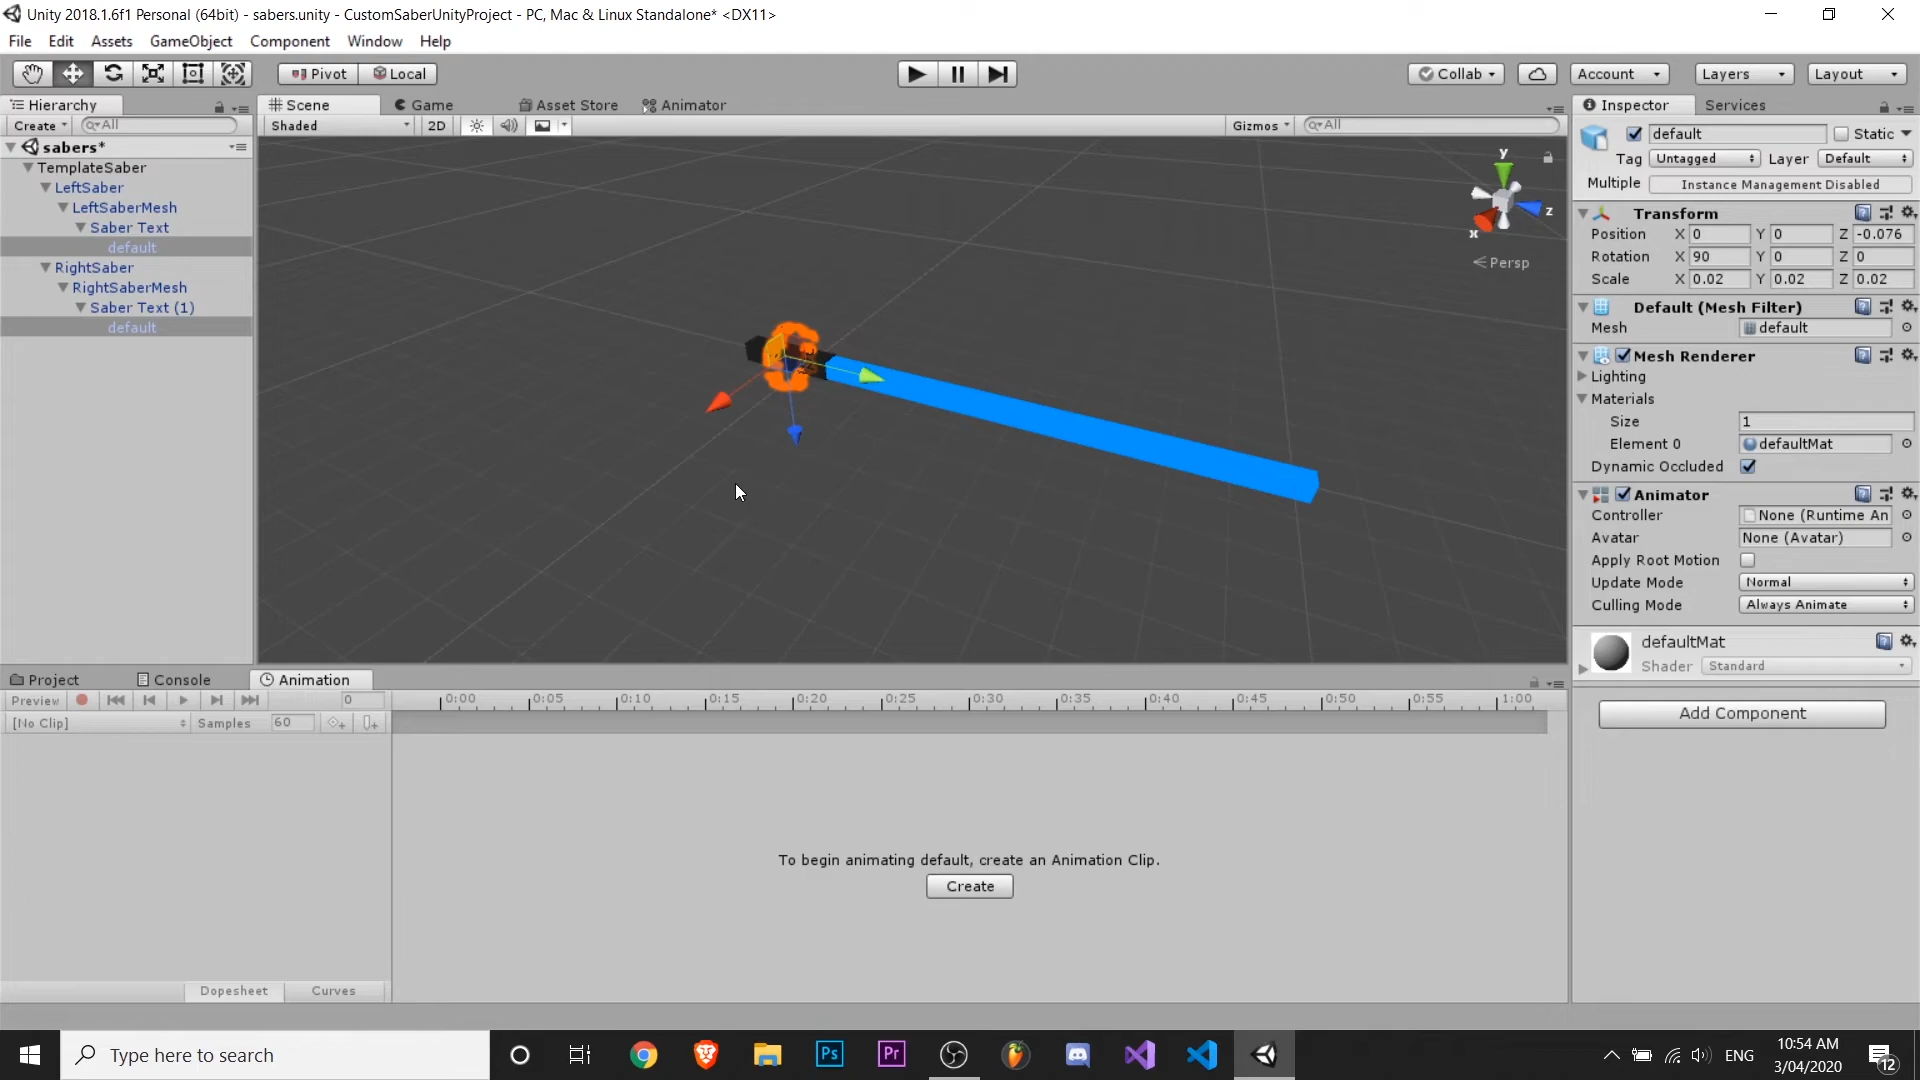 Unity 2018.1.6f1 Personal (64bit) - sabers.unity - CustomSaberUnityProject - PC, Mac & Linux Standalone* <DX11>
File Edit Assets GameObject Component Window Help
Pivot Local Collab Account Layers Layout
Hierarchy Scene Game Asset Store Animator Inspector Services
Create All Shaded 2D Gizmos All
sabers*
TemplateSaber
LeftSaber
LeftSaberMesh
Saber Text
default
RightSaber
RightSaberMesh
Saber Text (1)
default
y
z
x
Persp
default Static
Tag Untagged Layer Default
Multiple Instance Management Disabled
Transform
Position X 0 Y 0 Z -0.076
Rotation X 90 Y 0 Z 0
Scale X 0.02 Y 0.02 Z 0.02
Default (Mesh Filter)
Mesh default
Mesh Renderer
Lighting
Materials
Size 1
Element 0 defaultMat
Dynamic Occluded
Animator
Controller None (Runtime An
Avatar None (Avatar)
Apply Root Motion
Update Mode Normal
Culling Mode Always Animate
defaultMat
Shader Standard
Add Component
Project Console Animation
Preview 0 0:00 0:05 0:10 0:15 0:20 0:25 0:30 0:35 0:40 0:45 0:50 0:55 1:00
[No Clip] Samples 60
To begin animating default, create an Animation Clip.
Create
Dopesheet Curves
Type here to search
Ps Pr
ENG
10:54 AM
3/04/2020
12